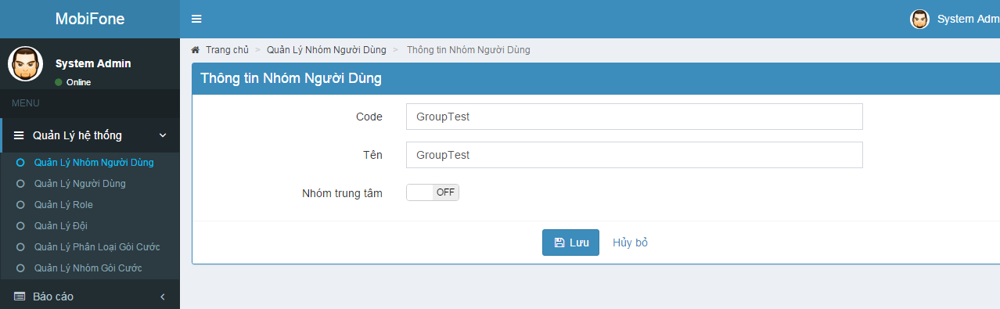 MobiFone
System Adm
System Admin
Online
MENU
Quản Lý hệ thống
Quản Lý Nhóm Người Dùng
Quản Lý Người Dùng
Quản Lý Role
Quản Lý Đội
Quản Lý Phân Loại Gói Cước
Quản Lý Nhóm Gói Cước
Báo cáo
Trang chủ > Quản Lý Nhóm Người Dùng > Thông tin Nhóm Người Dùng
Thông tin Nhóm Người Dùng
Code GroupTest
Tên GroupTest
Nhóm trung tâm OFF
Lưu Hủy bỏ